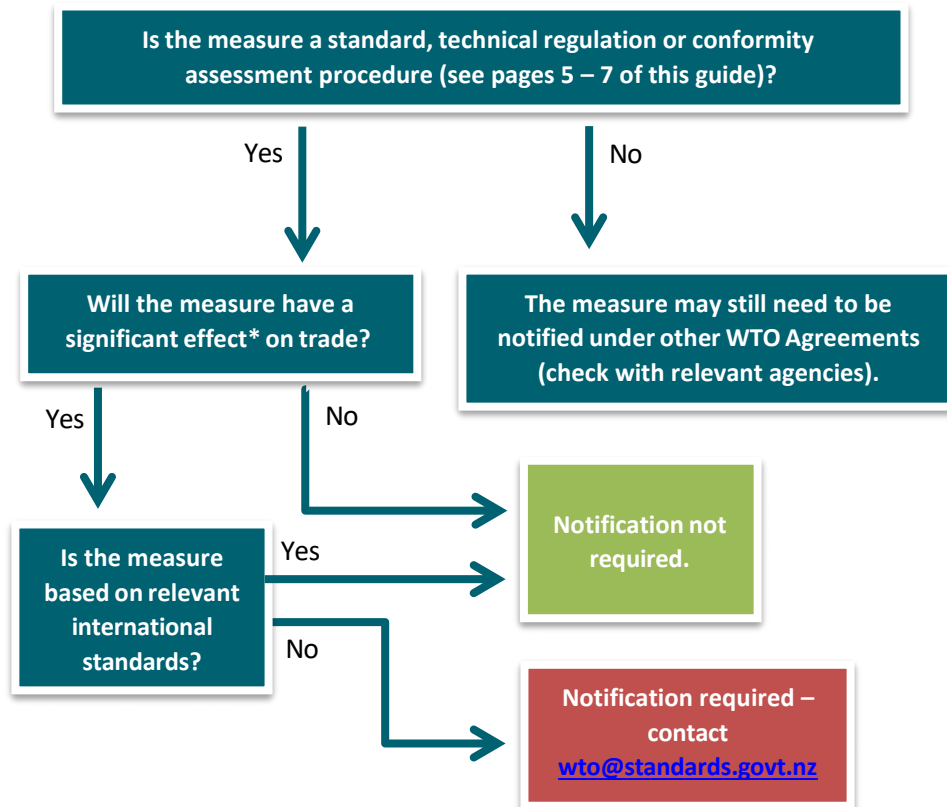 Is the measure a standard, technical regulation or conformity
assessment procedure (see pages 5 – 7 of this guide)?
Yes
No
Will the measure have a
significant effect* on trade?
The measure may still need to be
notified under other WTO Agreements
(check with relevant agencies).
Yes
No
Notification not
required.
Is the measure
based on relevant
international
standards?
Yes
No
Notification required –
contact
wto@standards.govt.nz